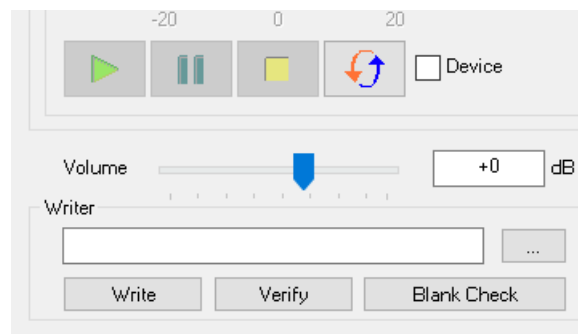 -20 0 20
Device
Volume +0 dB
Writer
...
Write Verify Blank Check